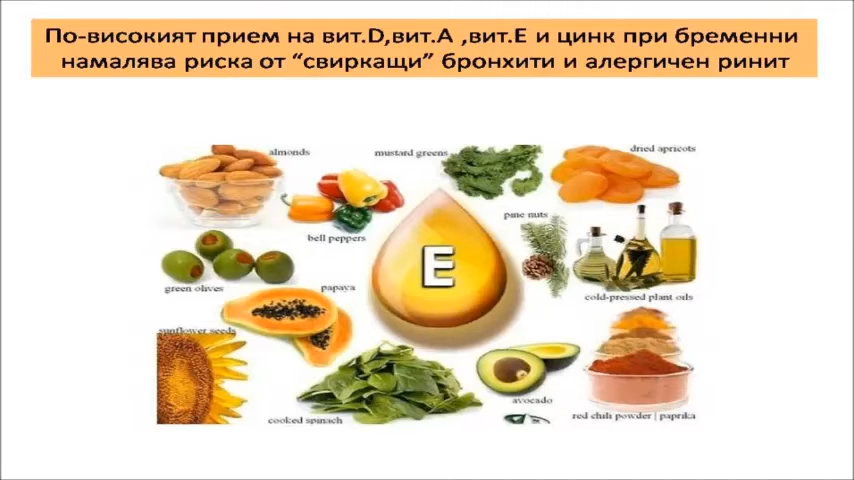 По-високият прием на вит.D,вит.А ,вит.Е и цинк при бременни
намалява риска от “свиркащи” бронхити и алергичен ринит
almonds
mustard greens
dried apricots
bell peppers
pine nuts
E
green olives
papaya
cold-pressed plant oils
sunflower seeds
avocado
cooked spinach
red chili powder | paprika